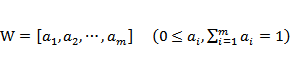 W = [a₁, a₂, ⋯, aₘ] (0 ≤ aᵢ, ∑ᵢ₌₁ᵐ aᵢ = 1)